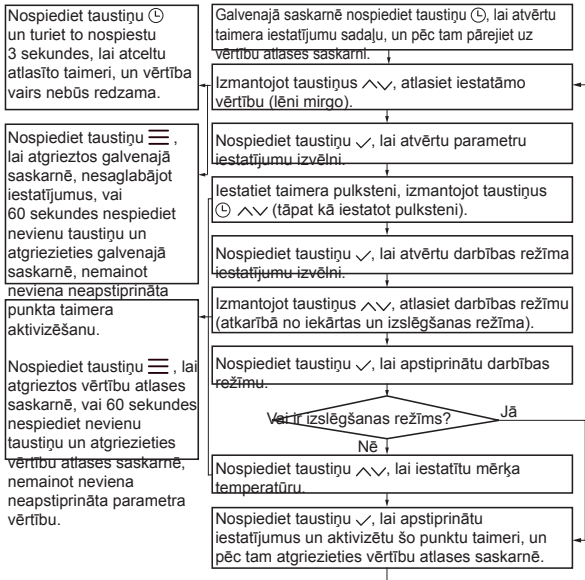 Nospiediet taustiņu
un turiet to nospiestu
3 sekundes, lai atceltu
atlasīto taimeri, un vērtība
vairs nebūs redzama.
Nospiediet taustiņu ,
lai atgrieztos galvenajā
saskarnē, nesaglabājot
iestatījumus, vai
60 sekundes nespiediet
nevienu taustiņu un
atgriezieties galvenajā
saskarnē, nemainot
neviena neapstiprināta
punkta taimera
aktivizēšanu.
Nospiediet taustiņu , lai
atgrieztos vērtību atlases
saskarnē, vai 60 sekundes
nespiediet nevienu
taustiņu un atgriezieties
vērtību atlases saskarnē,
nemainot neviena
neapstiprināta parametra
vērtību.
Galvenajā saskarnē nospiediet taustiņu , lai atvērtu
taimera iestatījumu sadaļu, un pēc tam pārejiet uz
vērtību atlases saskarni.
Izmantojot taustiņus , atlasiet iestatāmo
vērtību (lēni mirgo).
Nospiediet taustiņu , lai atvērtu parametru
iestatījumu izvēlni.
Iestatiet taimera pulksteni, izmantojot taustiņus
(tāpat kā iestatot pulksteni).
Nospiediet taustiņu , lai atvērtu darbības režīma
iestatījumu izvēlni.
Izmantojot taustiņus , atlasiet darbības režīmu
(atkarībā no iekārtas un izslēgšanas režīma).
Nospiediet taustiņu , lai apstiprinātu darbības
režīmu.
Vai ir izslēgšanas režīms?
Jā
Nē
Nospiediet taustiņu , lai iestatītu mērķa
temperatūru.
Nospiediet taustiņu , lai apstiprinātu
iestatījumus un aktivizētu šo punktu taimeri, un
pēc tam atgriezieties vērtību atlases saskarnē.